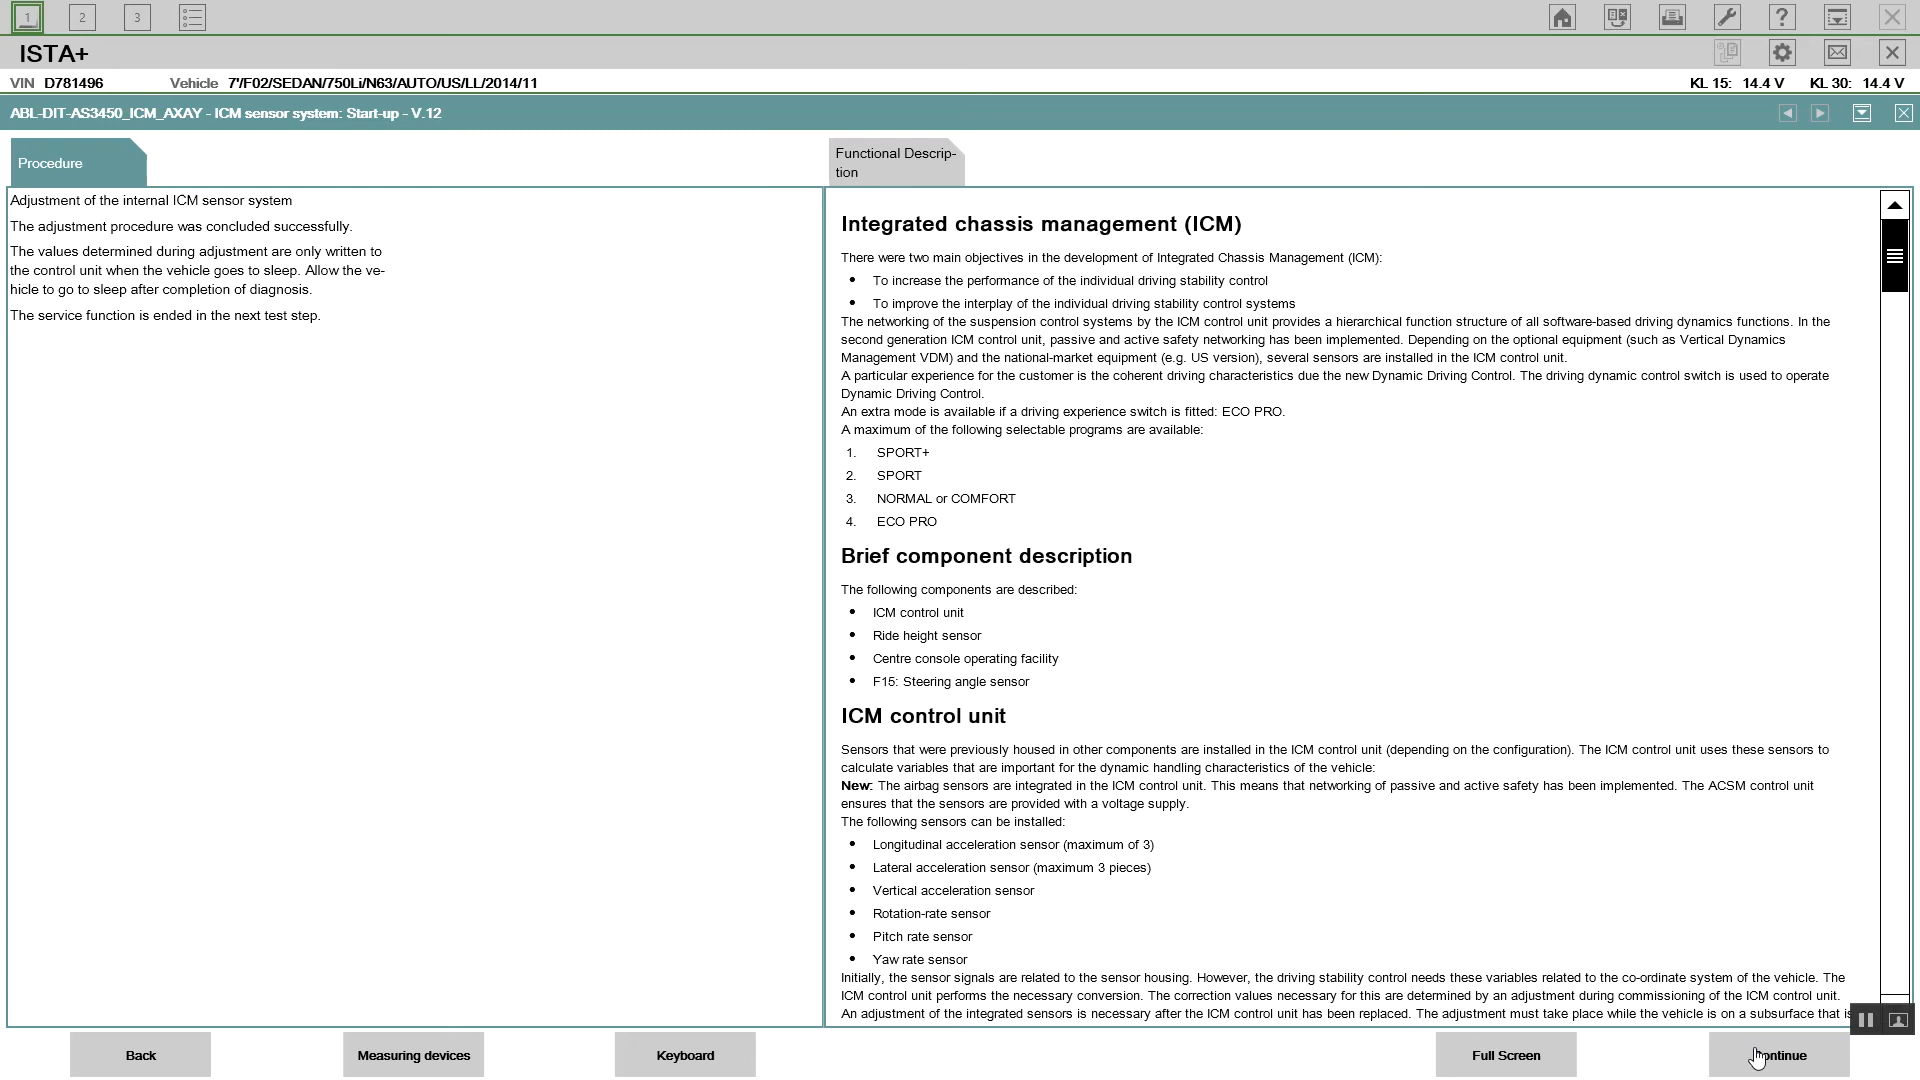 1
2
3
?
ISTA+
VIN D781496 Vehicle 7'/F02/SEDAN/750Li/N63/AUTO/US/LL/2014/11 KL 15: 14.4 V KL 30: 14.4 V
ABL-DIT-AS3450_ICM_AXAY - ICM sensor system: Start-up - V.12
Procedure
Adjustment of the internal ICM sensor system
The adjustment procedure was concluded successfully.
The values determined during adjustment are only written to
the control unit when the vehicle goes to sleep. Allow the ve-
hicle to go to sleep after completion of diagnosis.
The service function is ended in the next test step.
Functional Descrip-
tion
Integrated chassis management (ICM)
There were two main objectives in the development of Integrated Chassis Management (ICM):
• To increase the performance of the individual driving stability control
• To improve the interplay of the individual driving stability control systems
The networking of the suspension control systems by the ICM control unit provides a hierarchical function structure of all software-based driving dynamics functions. In the
second generation ICM control unit, passive and active safety networking has been implemented. Depending on the optional equipment (such as Vertical Dynamics
Management VDM) and the national-market equipment (e.g. US version), several sensors are installed in the ICM control unit.
A particular experience for the customer is the coherent driving characteristics due the new Dynamic Driving Control. The driving dynamic control switch is used to operate
Dynamic Driving Control.
An extra mode is available if a driving experience switch is fitted: ECO PRO.
A maximum of the following selectable programs are available:
1. SPORT+
2. SPORT
3. NORMAL or COMFORT
4. ECO PRO
Brief component description
The following components are described:
• ICM control unit
• Ride height sensor
• Centre console operating facility
• F15: Steering angle sensor
ICM control unit
Sensors that were previously housed in other components are installed in the ICM control unit (depending on the configuration). The ICM control unit uses these sensors to
calculate variables that are important for the dynamic handling characteristics of the vehicle:
New: The airbag sensors are integrated in the ICM control unit. This means that networking of passive and active safety has been implemented. The ACSM control unit
ensures that the sensors are provided with a voltage supply.
The following sensors can be installed:
• Longitudinal acceleration sensor (maximum of 3)
• Lateral acceleration sensor (maximum 3 pieces)
• Vertical acceleration sensor
• Rotation-rate sensor
• Pitch rate sensor
• Yaw rate sensor
Initially, the sensor signals are related to the sensor housing. However, the driving stability control needs these variables related to the co-ordinate system of the vehicle. The
ICM control unit performs the necessary conversion. The correction values necessary for this are determined by an adjustment during commissioning of the ICM control unit.
An adjustment of the integrated sensors is necessary after the ICM control unit has been replaced. The adjustment must take place while the vehicle is on a subsurface that
Back Measuring devices Keyboard Full Screen ontinue